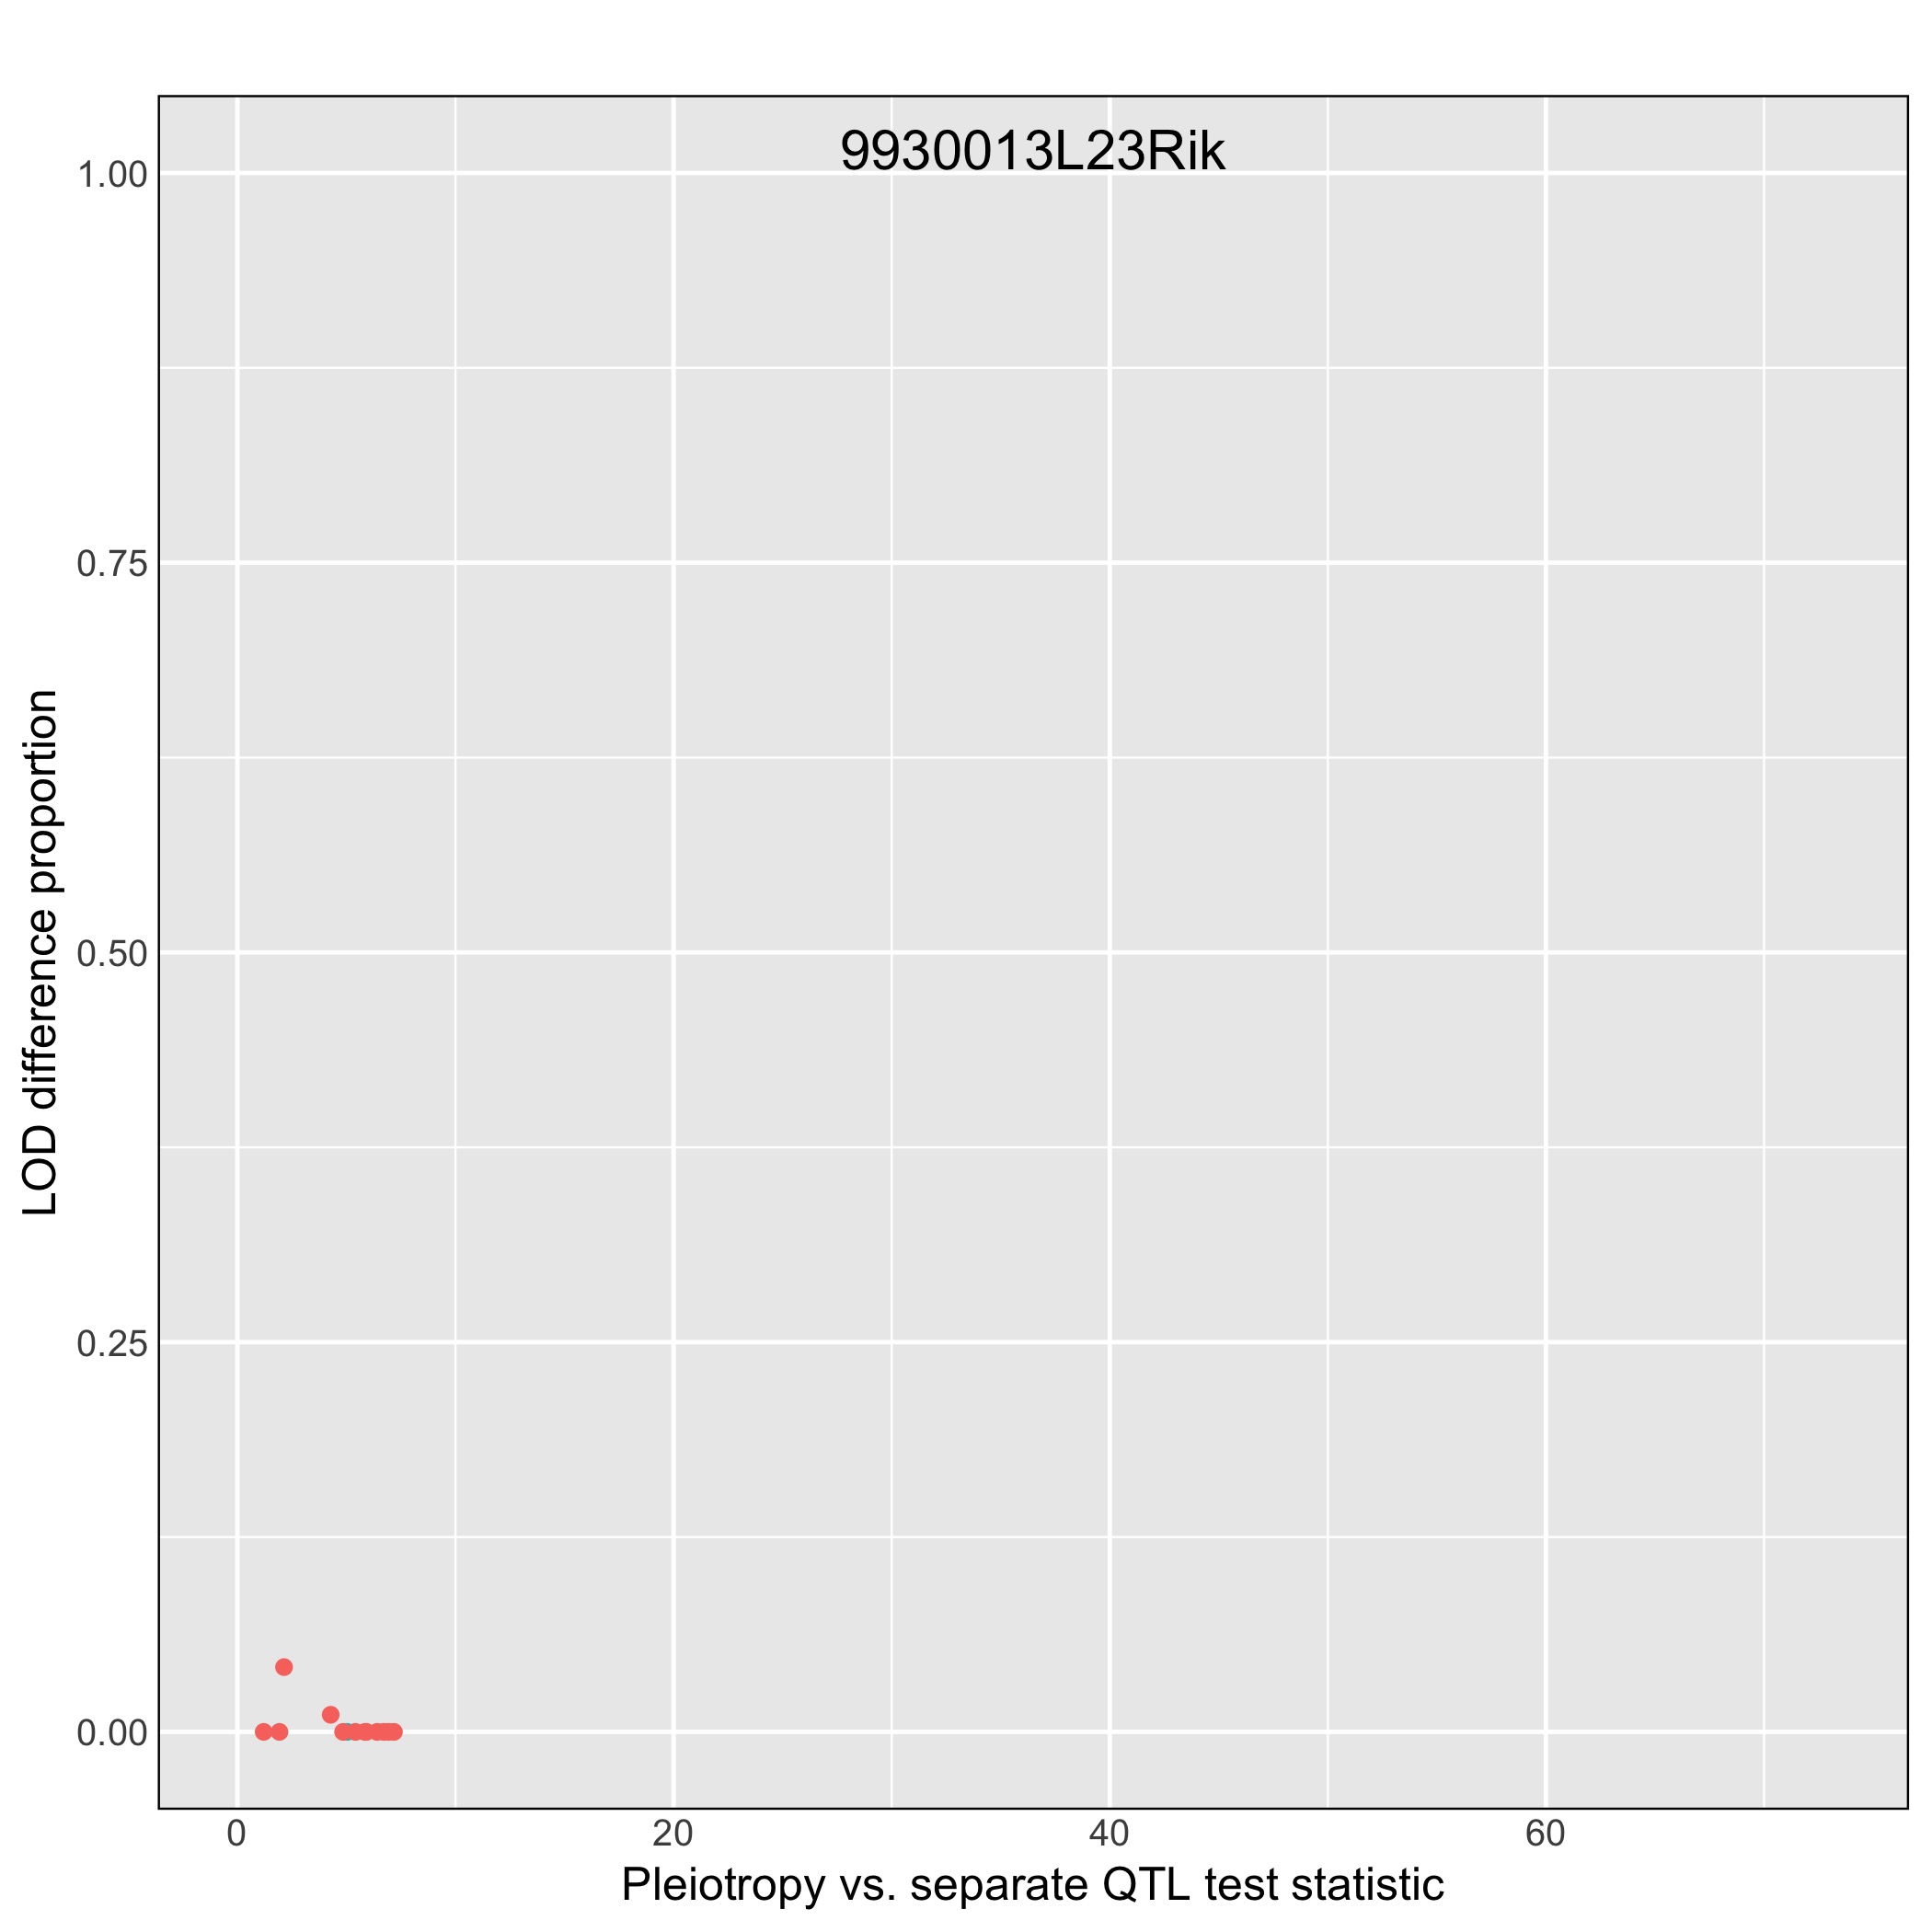 9930013L23Rik
LOD difference proportion
1.00
0.75
0.50
0.25
0.00
0 20 40 60
Pleiotropy vs. separate QTL test statistic